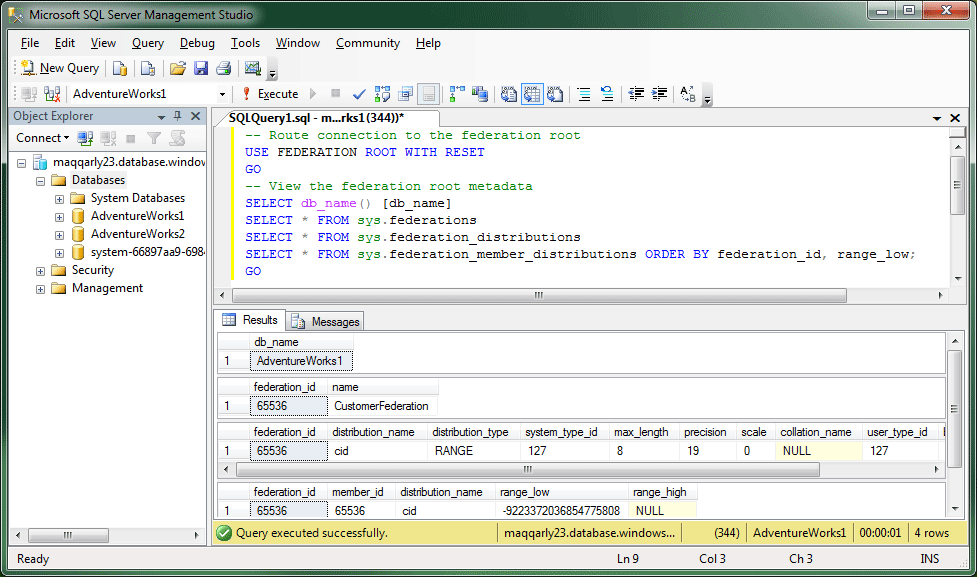 Microsoft SQL Server Management Studio
File Edit View Query Debug Tools Window Community Help
New Query
AdventureWorks1 Execute
Object Explorer
Connect
maqqarly23.database.window
Databases
System Databases
AdventureWorks1
AdventureWorks2
system-66897aa9-698
Security
Management
SQLQuery1.sql - m...rks1(344))*
-- Route connection to the federation root
USE FEDERATION ROOT WITH RESET
GO
-- View the federation root metadata
SELECT db_name() [db_name]
SELECT * FROM sys.federations
SELECT * FROM sys.federation_distributions
SELECT * FROM sys.federation_member_distributions ORDER BY federation_id, range_low;
GO
Results Messages
db_name
1 AdventureWorks1
federation_id name
1 65536 CustomerFederation
federation_id distribution_name distribution_type system_type_id max_length precision scale collation_name user_type_id
1 65536 cid RANGE 127 8 19 0 NULL 127
federation_id member_id distribution_name range_low range_high
1 65536 65536 cid -9223372036854775808 NULL
Query executed successfully. maqqarly23.database.windows... (344) AdventureWorks1 00:00:01 4 rows
Ready Ln 9 Col 3 Ch 3 INS